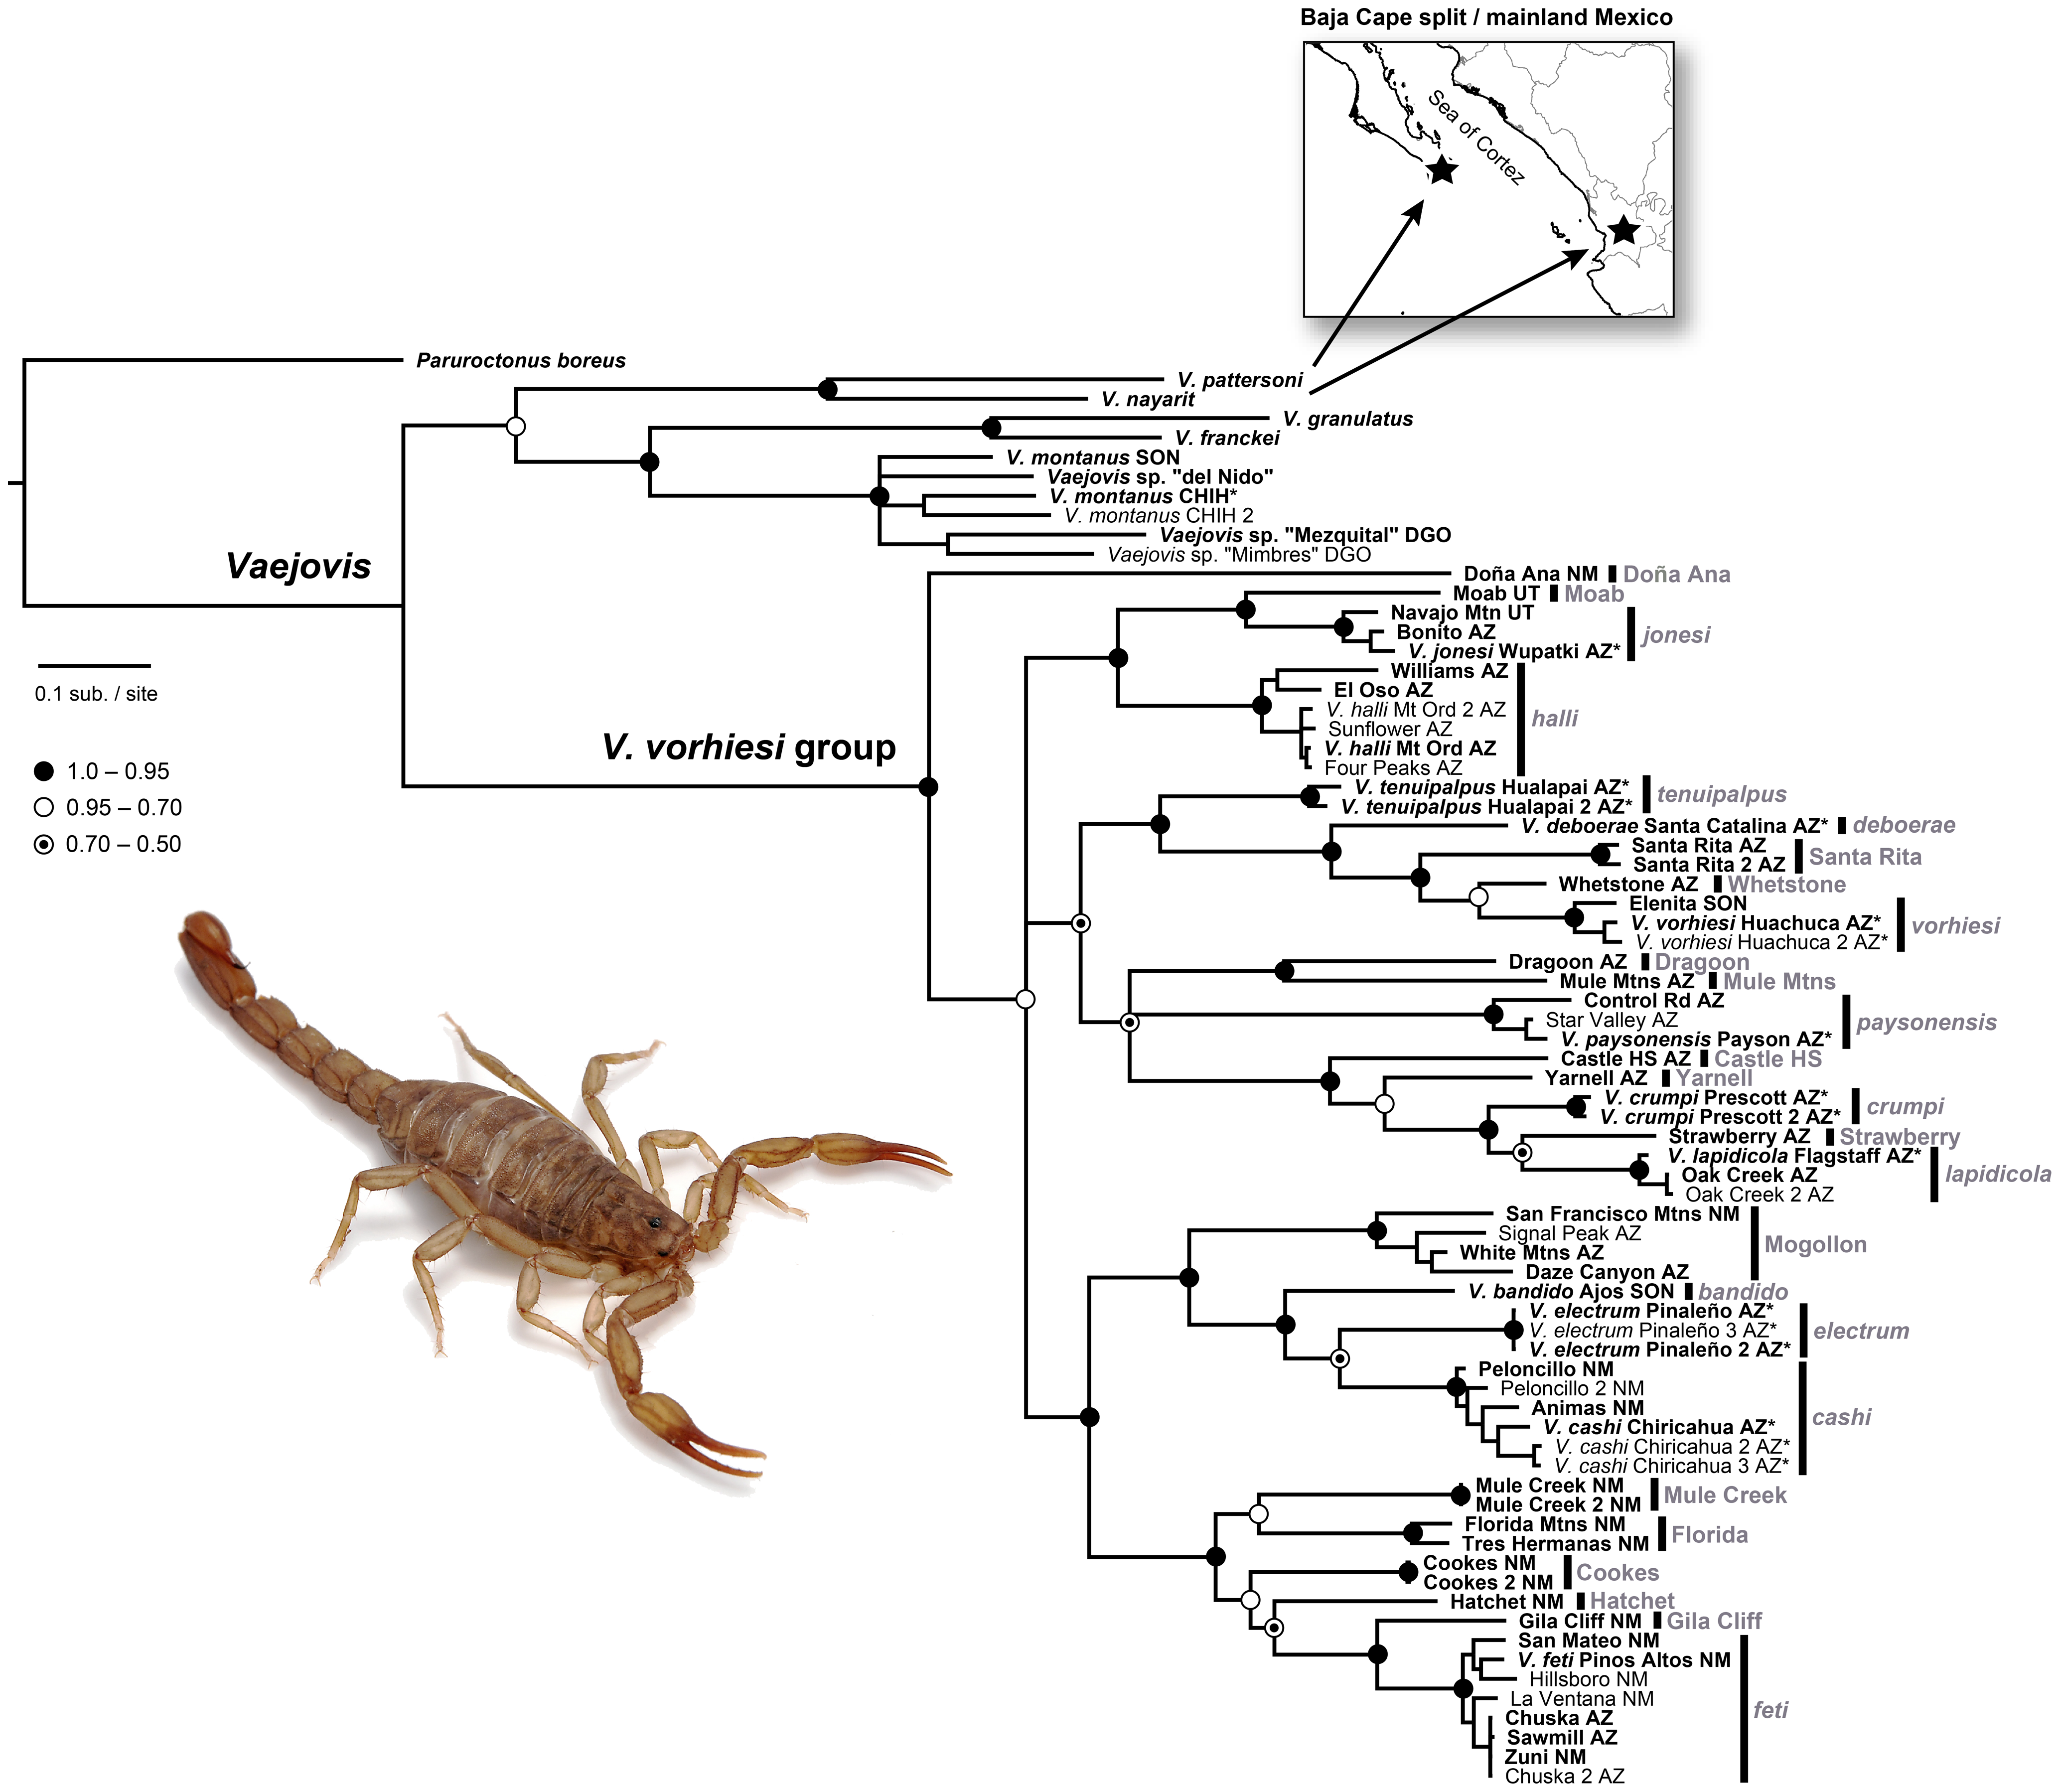 Baja Cape split / mainland Mexico
Sea of Cortez
Paruroctonus boreus
V. pattersoni
V. nayarit
V. granulatus
V. franckei
V. montanus SON
Vaejovis sp. "del Nido"
V. montanus CHIH*
V. montanus CHIH 2
Vaejovis sp. "Mezquital" DGO
Vaejovis sp. "Mimbres" DGO
Vaejovis
Doña Ana NM Doña Ana
Moab UT Moab
Navajo Mtn UT
Bonito AZ
jonesi
V. jonesi Wupatki AZ*
Williams AZ
El Oso AZ
V. halli Mt Ord 2 AZ
halli
Sunflower AZ
V. halli Mt Ord AZ
Four Peaks AZ
0.1 sub. / site
V. vorhiesi group
1.0 – 0.95
0.95 – 0.70
0.70 – 0.50
V. tenuipalpus Hualapai AZ*
tenuipalpus
V. tenuipalpus Hualapai 2 AZ*
V. deboerae Santa Catalina AZ* deboerae
Santa Rita AZ
Santa Rita
Santa Rita 2 AZ
Whetstone AZ Whetstone
Elenita SON
V. vorhiesi Huachuca AZ*
vorhiesi
V. vorhiesi Huachuca 2 AZ*
Dragoon AZ Dragoon
Mule Mtns AZ Mule Mtns
Control Rd AZ
Star Valley AZ
paysonensis
V. paysonensis Payson AZ*
Castle HS AZ Castle HS
Yarnell AZ Yarnell
V. crumpi Prescott AZ*
crumpi
V. crumpi Prescott 2 AZ*
Strawberry AZ Strawberry
V. lapidicola Flagstaff AZ*
Oak Creek AZ
lapidicola
Oak Creek 2 AZ
San Francisco Mtns NM
Signal Peak AZ
Mogollon
White Mtns AZ
Daze Canyon AZ
V. bandido Ajos SON bandido
V. electrum Pinaleño AZ*
V. electrum Pinaleño 3 AZ*
electrum
V. electrum Pinaleño 2 AZ*
Peloncillo NM
Peloncillo 2 NM
Animas NM
cashi
V. cashi Chiricahua AZ*
V. cashi Chiricahua 2 AZ*
V. cashi Chiricahua 3 AZ*
Mule Creek NM
Mule Creek
Mule Creek 2 NM
Florida Mtns NM
Florida
Tres Hermanas NM
Cookes NM
Cookes
Cookes 2 NM
Hatchet NM Hatchet
Gila Cliff NM Gila Cliff
San Mateo NM
V. feti Pinos Altos NM
Hillsboro NM
La Ventana NM
feti
Chuska AZ
Sawmill AZ
Zuni NM
Chuska 2 AZ